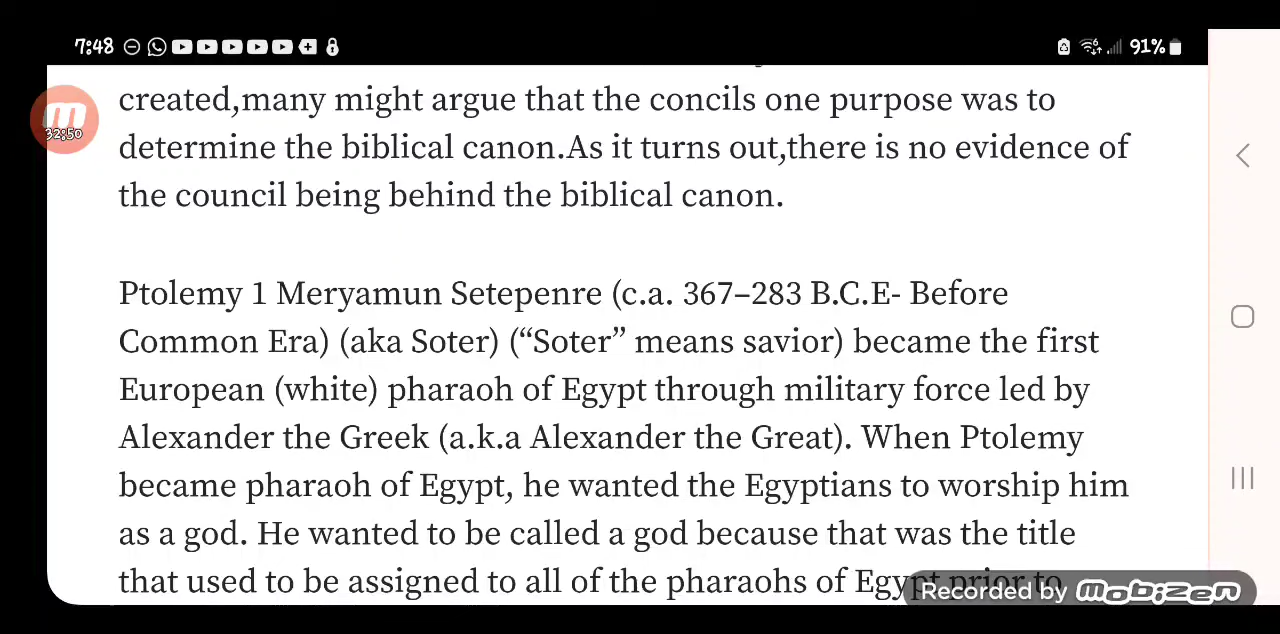 7:48 91%
created,many might argue that the concils one purpose was to
32:50
determine the biblical canon.As it turns out,there is no evidence of
the council being behind the biblical canon.
Ptolemy 1 Meryamun Setepenre (c.a. 367–283 B.C.E- Before
Common Era) (aka Soter) (“Soter” means savior) became the first
European (white) pharaoh of Egypt through military force led by
Alexander the Greek (a.k.a Alexander the Great). When Ptolemy
became pharaoh of Egypt, he wanted the Egyptians to worship him
as a god. He wanted to be called a god because that was the title
that used to be assigned to all of the pharaohs of Egypt prior to
Recorded by mobizen